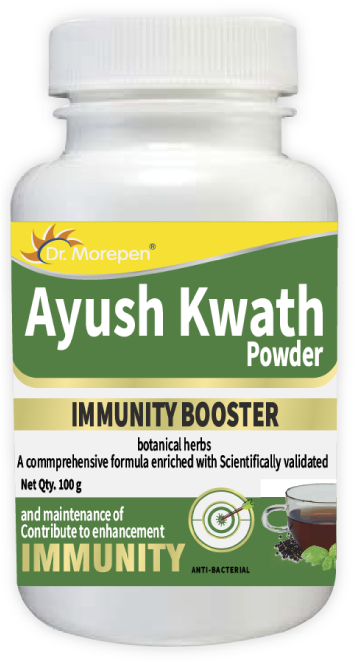 Dr. Morepen®
Ayush Kwath
Powder
IMMUNITY BOOSTER
botanical herbs
A commprehensive formula enriched with Scientifically validated
Net Qty. 100 g
and maintenance of
Contribute to enhancement
IMMUNITY
ANTI-BACTERIAL